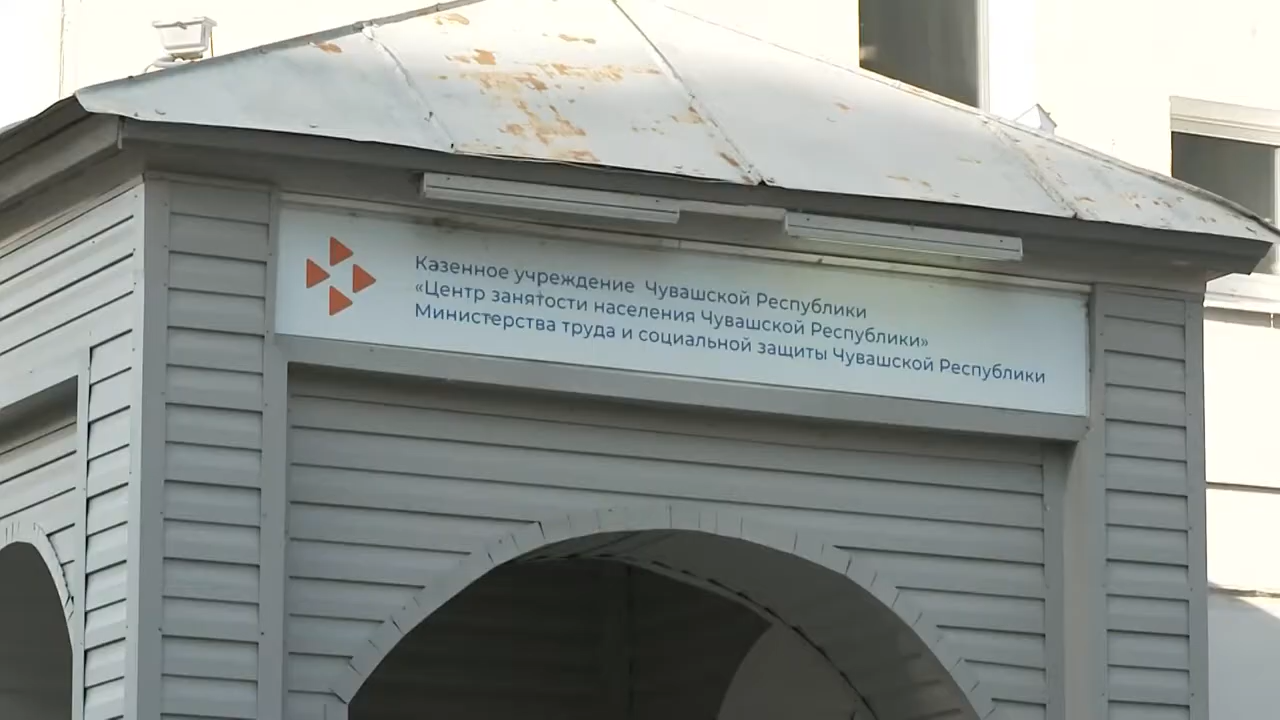 Казенное учреждение Чувашской Республики
«Центр занятости населения Чувашской Республики»
Министерства труда и социальной защиты Чувашской Республики